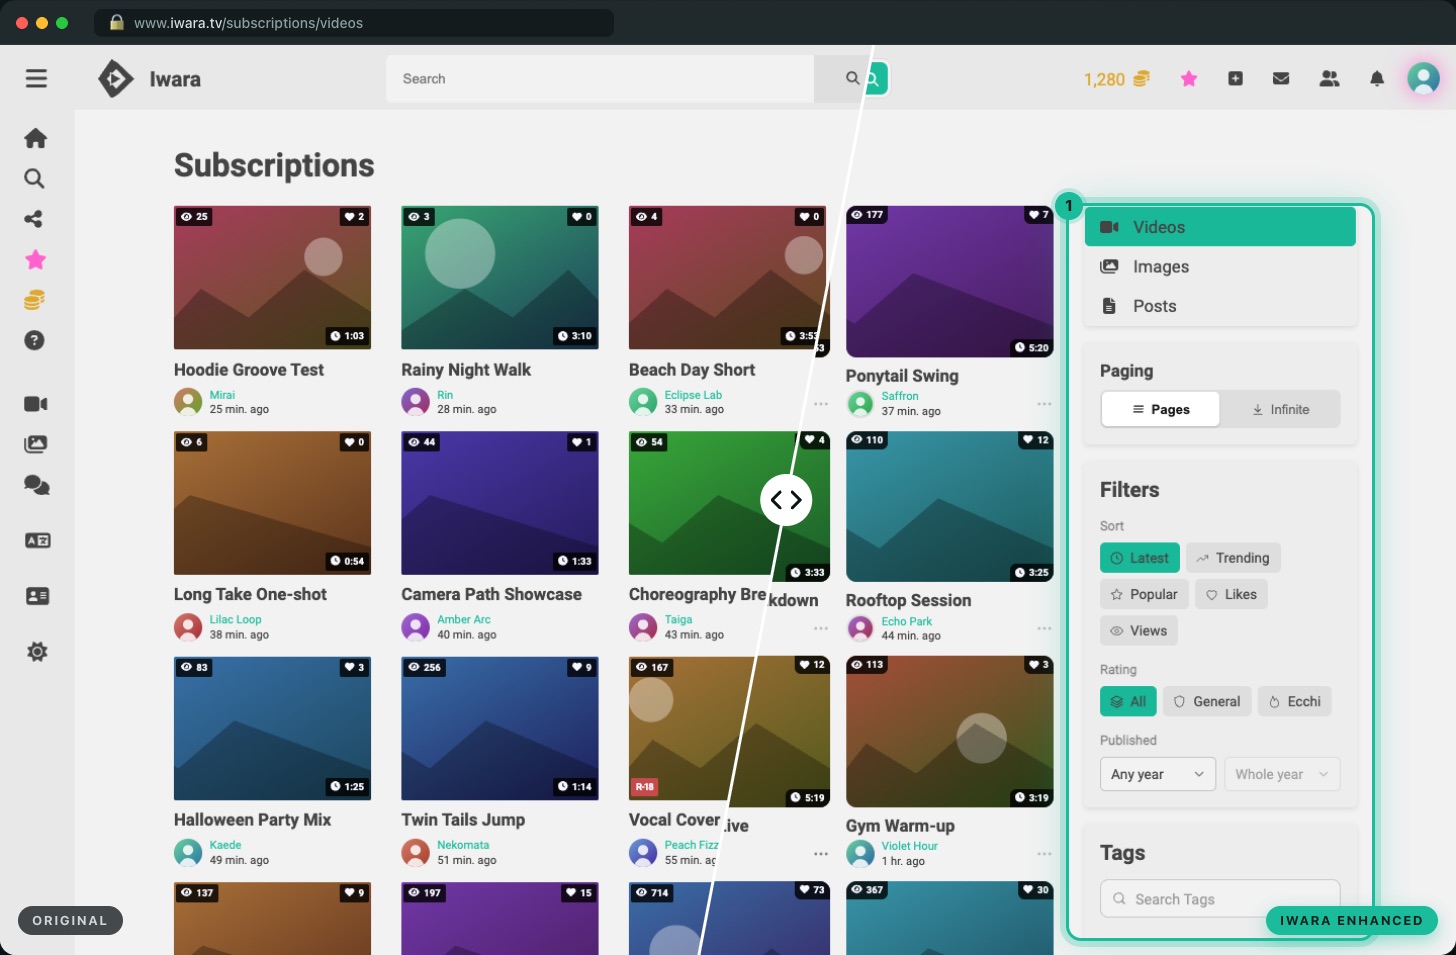 www.iwara.tv/subscriptions/videos
Iwara
Search
1,280
Subscriptions
25 2
1:03
Hoodie Groove Test
Mirai
25 min. ago
3 0
3:10
Rainy Night Walk
Rin
28 min. ago
4 0
3:53
53
Beach Day Short
Eclipse Lab
33 min. ago
177 7
5:20
Ponytail Swing
Saffron
37 min. ago
6 0
0:54
Long Take One-shot
Lilac Loop
38 min. ago
44 1
1:33
Camera Path Showcase
Amber Arc
40 min. ago
54 4
3:33
Choreography Bre kdown
Taiga
43 min. ago
110 12
3:25
Rooftop Session
Echo Park
44 min. ago
83 3
1:25
Halloween Party Mix
Kaede
49 min. ago
256 9
1:14
Twin Tails Jump
Nekomata
51 min. ago
167 12
R-18
5:19
Vocal Cover ive
Peach Fizz
55 min. ag
113 3
3:19
Gym Warm-up
Violet Hour
1 hr. ago
137 9
197 15
714 73
367 30
1
Videos
Images
Posts
Paging
Pages Infinite
Filters
Sort
Latest Trending
Popular Likes
Views
Rating
All General Ecchi
Published
Any year Whole year
Tags
Search Tags
ORIGINAL
IWARA ENHANCED